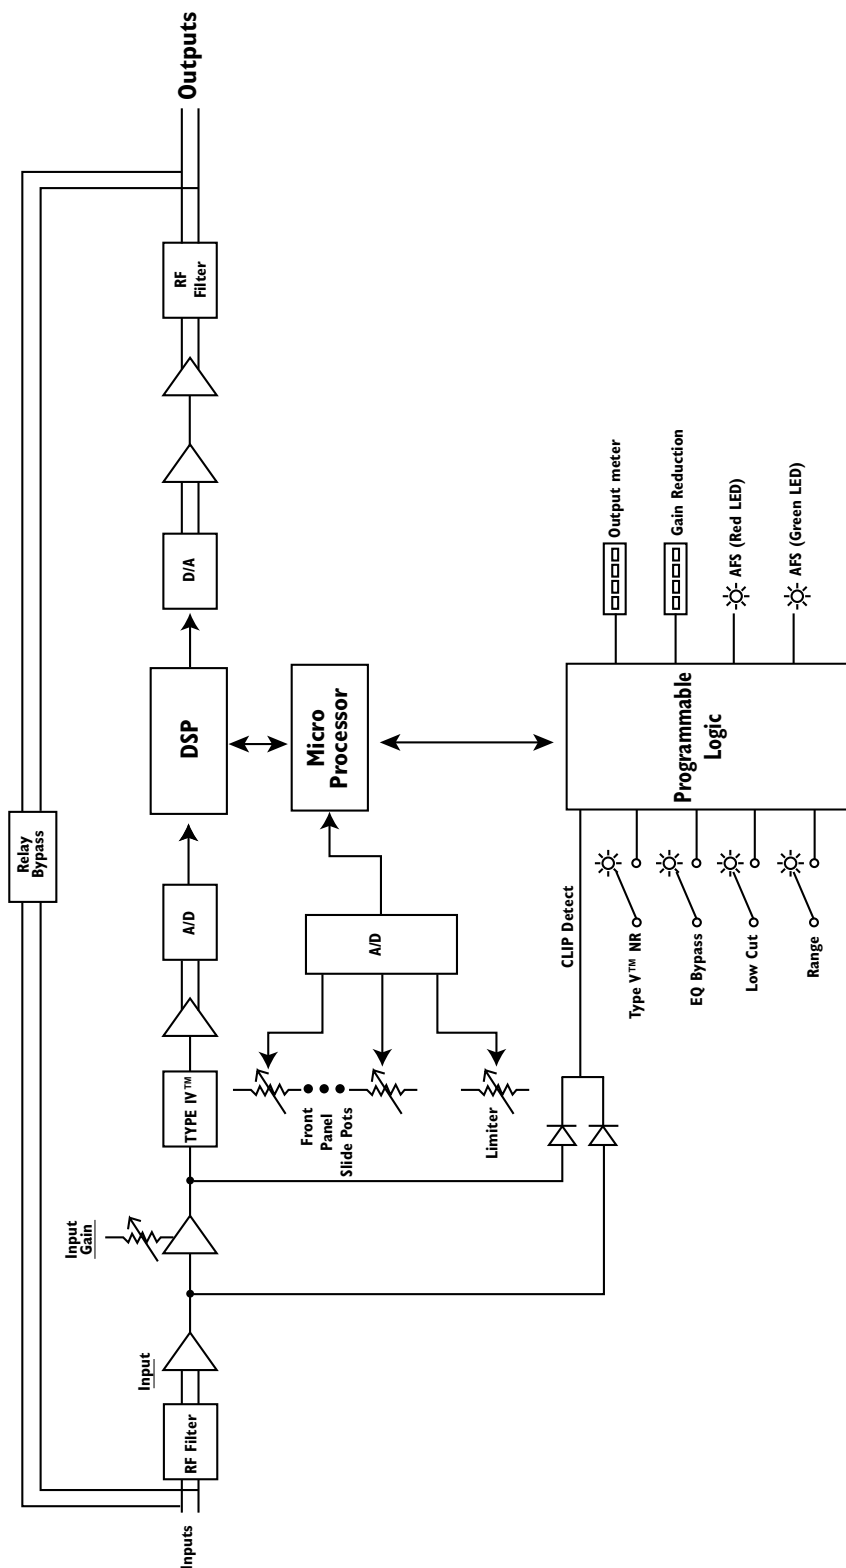 Relay
Bypass
Inputs
RF Filter
Input
Input
Gain
TYPE IV™
A/D
DSP
D/A
RF
Filter
Outputs
Front
Panel
Slide Pots
Limiter
A/D
Micro
Processor
CLIP Detect
Type V™ NR
EQ Bypass
Low Cut
Range
Programmable
Logic
Output meter
Gain Reduction
AFS (Red LED)
AFS (Green LED)